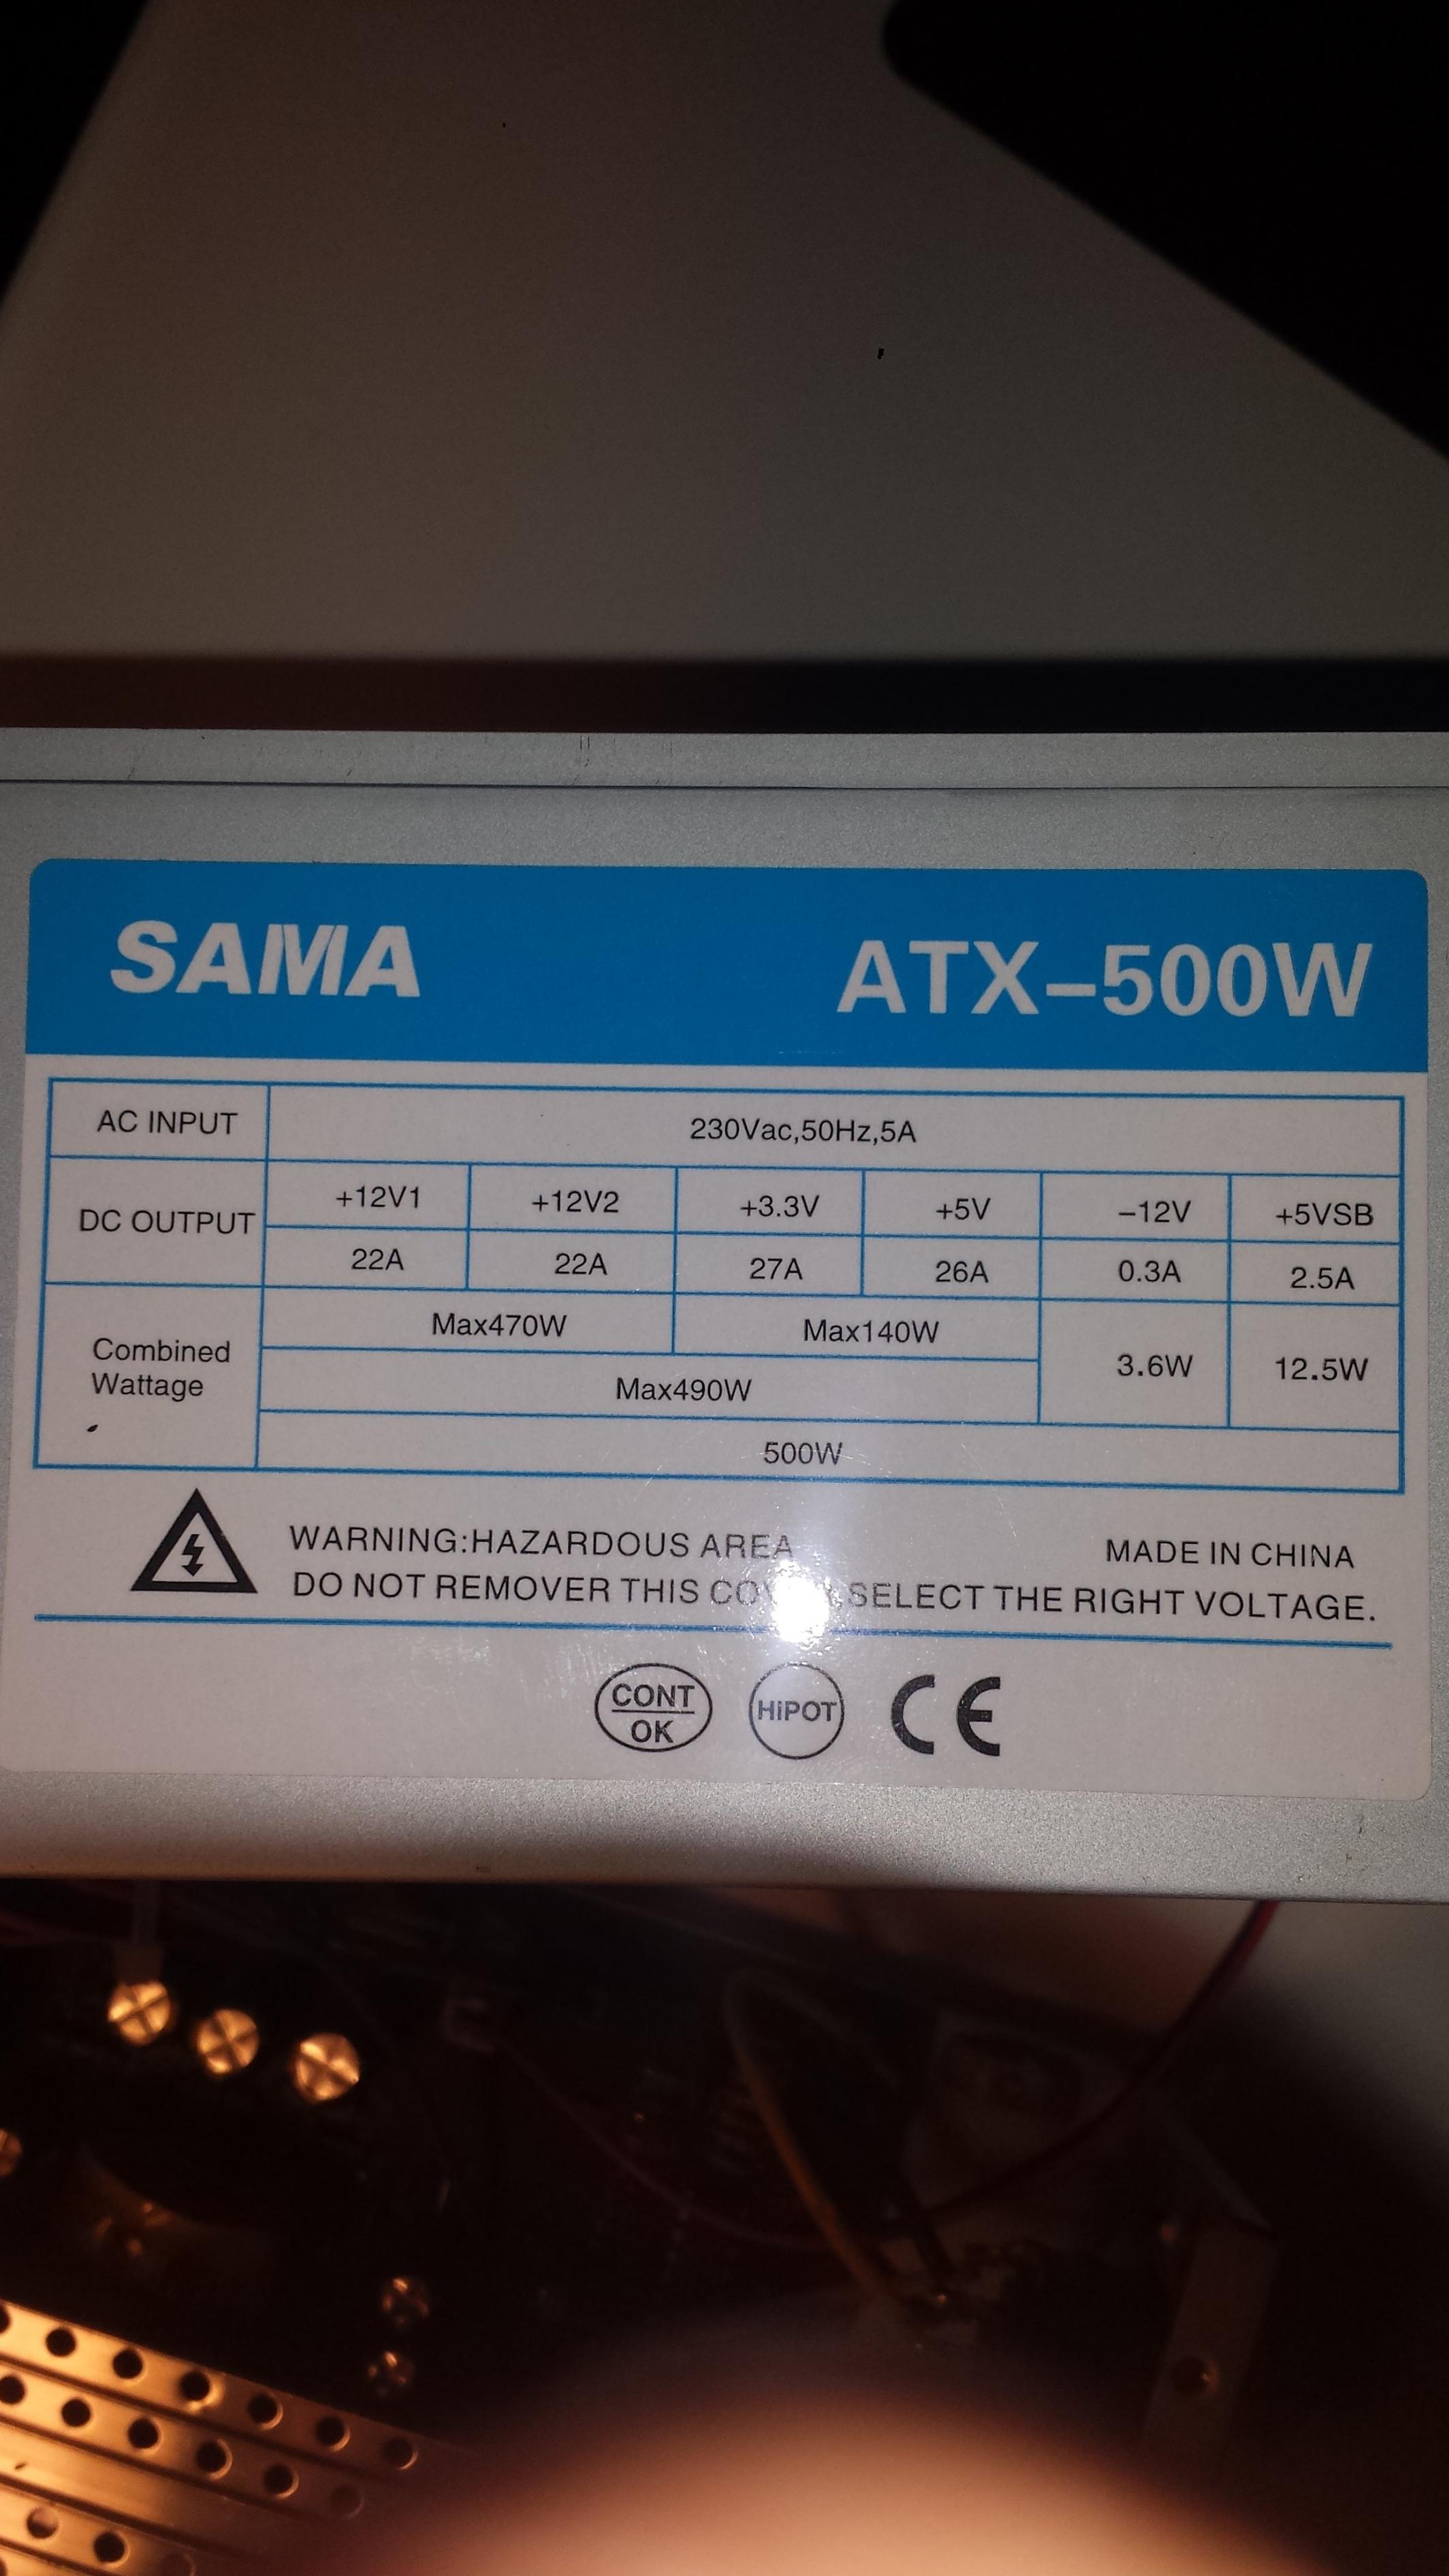 SAMA ATX-500W
AC INPUT 230Vac,50Hz,5A
DC OUTPUT +12V1 +12V2 +3.3V +5V -12V +5VSB
22A 22A 27A 26A 0.3A 2.5A
Combined Wattage Max470W Max140W 3.6W 12.5W
Max490W
500W
WARNING:HAZARDOUS AREA MADE IN CHINA
DO NOT REMOVER THIS SELECT THE RIGHT VOLTAGE.
CONT OK HiPOT CE